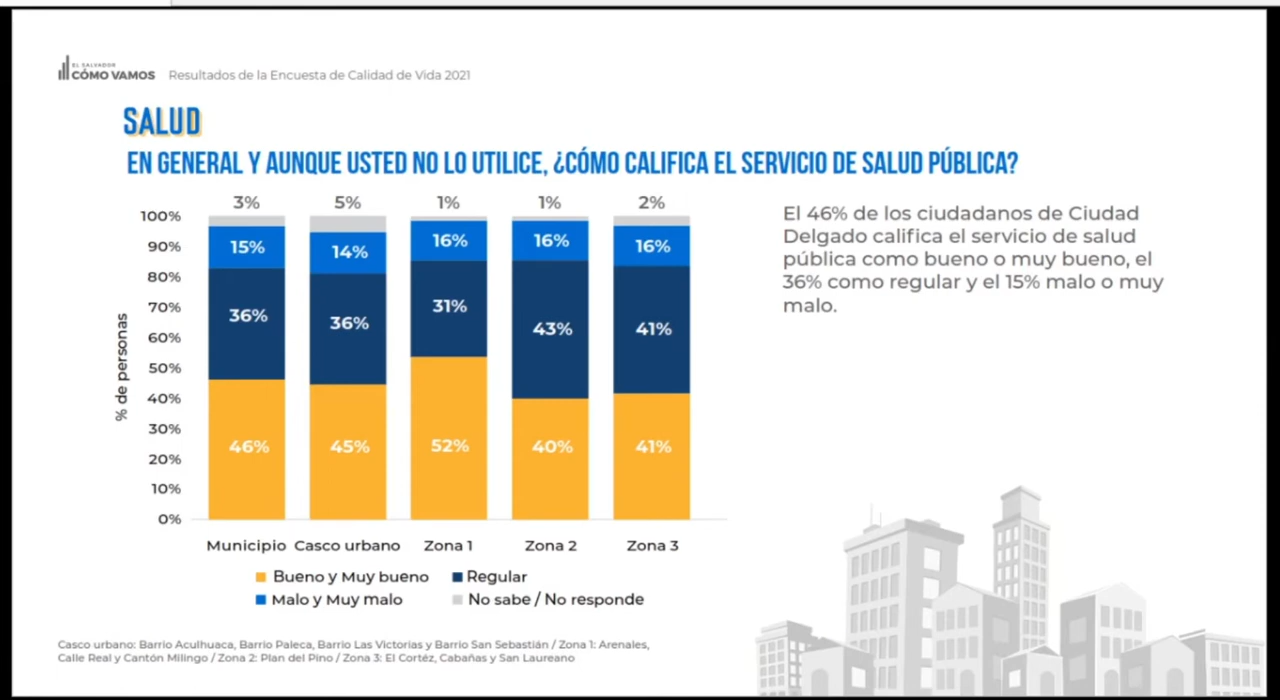 EL SALVADOR
CÓMO VAMOS
Resultados de la Encuesta de Calidad de Vida 2021
SALUD
EN GENERAL Y AUNQUE USTED NO LO UTILICE, ¿CÓMO CALIFICA EL SERVICIO DE SALUD PÚBLICA?
3% 5% 1% 1% 2%
100%
90%
80%
70%
60%
50%
40%
30%
20%
10%
0%
% de personas
15% 14% 16% 16% 16%
36% 36% 31% 43% 41%
46% 45% 52% 40% 41%
Municipio Casco urbano Zona 1 Zona 2 Zona 3
Bueno y Muy bueno Regular
Malo y Muy malo No sabe / No responde
El 46% de los ciudadanos de Ciudad
Delgado califica el servicio de salud
pública como bueno o muy bueno, el
36% como regular y el 15% malo o muy
malo.
Casco urbano: Barrio Aculhuaca, Barrio Paleca, Barrio Las Victorias y Barrio San Sebastián / Zona 1: Arenales,
Calle Real y Cantón Milingo / Zona 2: Plan del Pino / Zona 3: El Cortéz, Cabañas y San Laureano